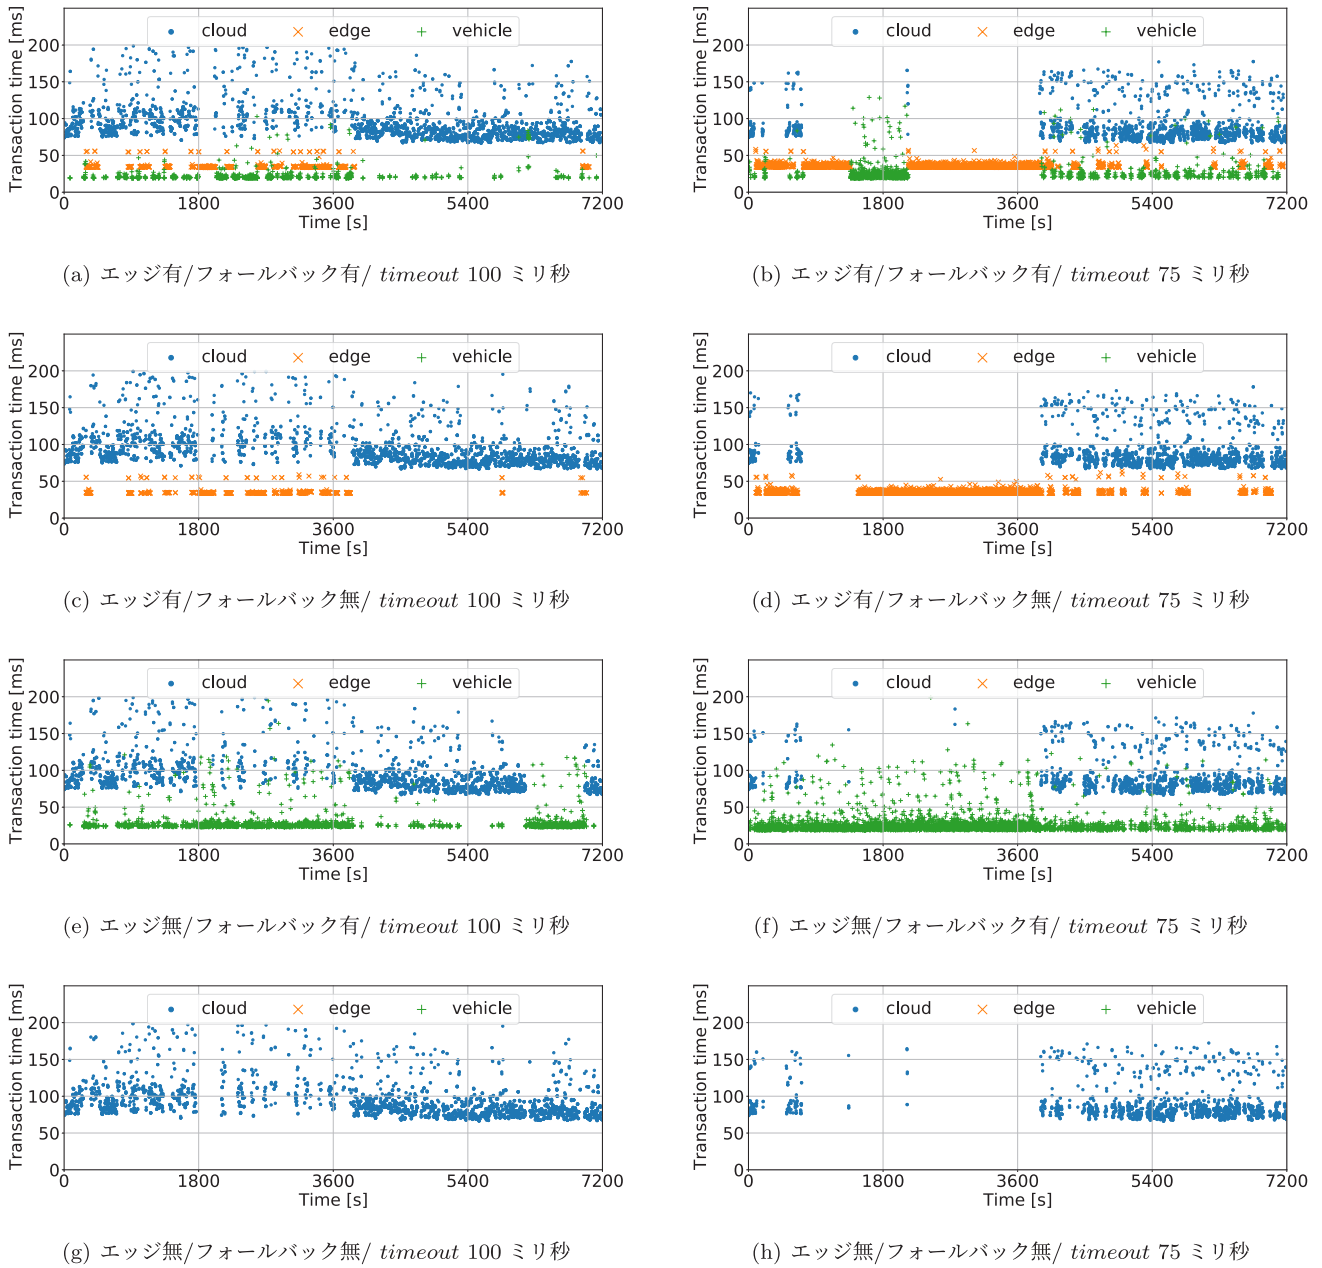 Transaction time [ms]
cloud edge vehicle
200
150
100
50
0
0 1800 3600 5400 7200
Time [s]
(a) エッジ有/フォールバック有/ timeout 100 ミリ秒
Transaction time [ms]
cloud edge vehicle
200
150
100
50
0
0 1800 3600 5400 7200
Time [s]
(b) エッジ有/フォールバック有/ timeout 75 ミリ秒
Transaction time [ms]
cloud edge vehicle
200
150
100
50
0
0 1800 3600 5400 7200
Time [s]
(c) エッジ有/フォールバック無/ timeout 100 ミリ秒
Transaction time [ms]
cloud edge vehicle
200
150
100
50
0
0 1800 3600 5400 7200
Time [s]
(d) エッジ有/フォールバック無/ timeout 75 ミリ秒
Transaction time [ms]
cloud edge vehicle
200
150
100
50
0
0 1800 3600 5400 7200
Time [s]
(e) エッジ無/フォールバック有/ timeout 100 ミリ秒
Transaction time [ms]
cloud edge vehicle
200
150
100
50
0
0 1800 3600 5400 7200
Time [s]
(f) エッジ無/フォールバック有/ timeout 75 ミリ秒
Transaction time [ms]
cloud edge vehicle
200
150
100
50
0
0 1800 3600 5400 7200
Time [s]
(g) エッジ無/フォールバック無/ timeout 100 ミリ秒
Transaction time [ms]
cloud edge vehicle
200
150
100
50
0
0 1800 3600 5400 7200
Time [s]
(h) エッジ無/フォールバック無/ timeout 75 ミリ秒